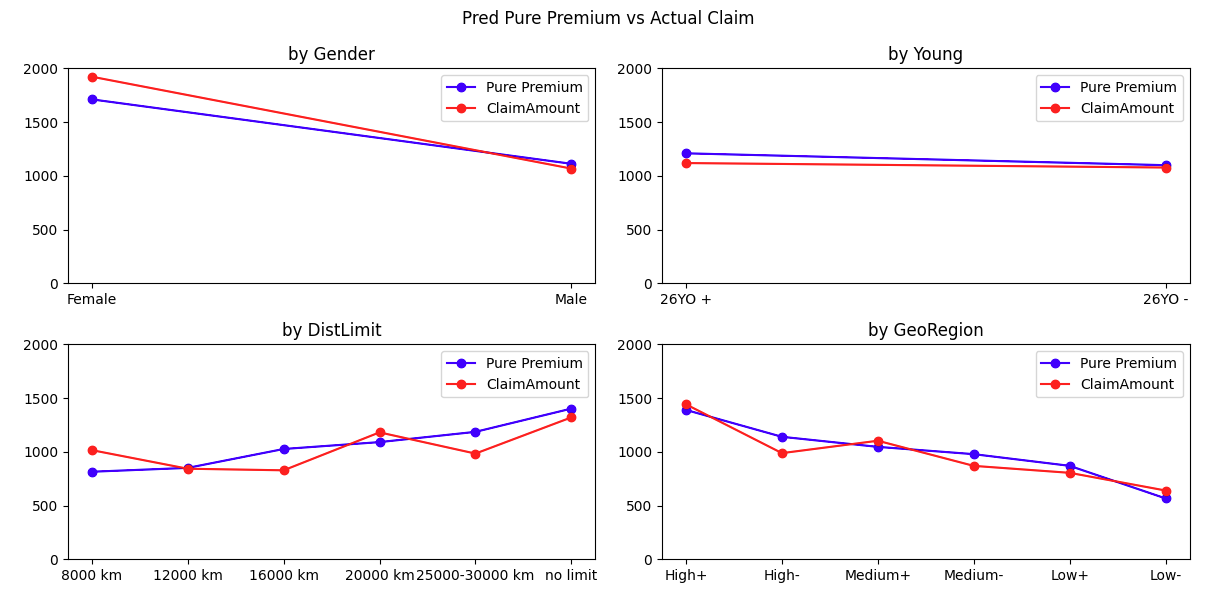 Pred Pure Premium vs Actual Claim
by Gender
2000
1500
1000
500
0
Female
Male
Pure Premium
ClaimAmount
by Young
2000
1500
1000
500
0
26YO +
26YO -
Pure Premium
ClaimAmount
by DistLimit
2000
1500
1000
500
0
8000 km
12000 km
16000 km
20000 km
25000-30000 km
no limit
Pure Premium
ClaimAmount
by GeoRegion
2000
1500
1000
500
0
High+
High-
Medium+
Medium-
Low+
Low-
Pure Premium
ClaimAmount